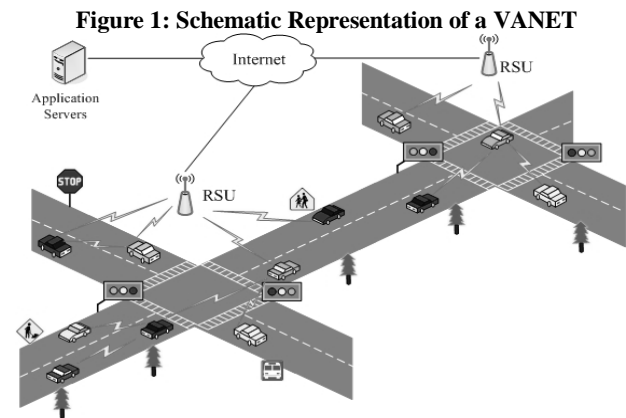 Figure 1: Schematic Representation of a VANET
Internet
RSU
Application
Servers
STOP
RSU